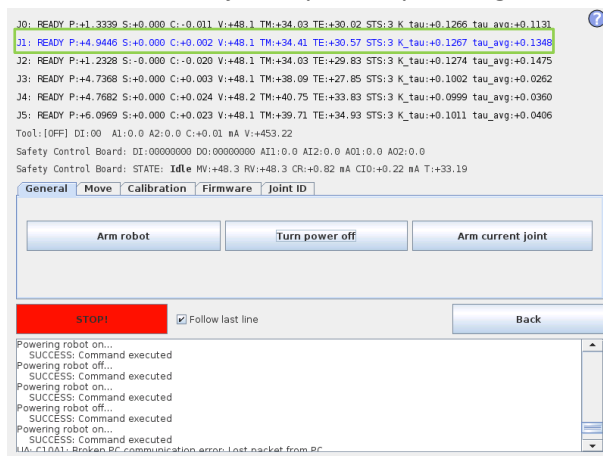 J0: READY P:+1.3339 S:+0.000 C:-0.011 V:+48.1 TM:+34.03 TE:+30.02 STS:3 K_tau:+0.1266 tau_avg:+0.1131
?
J1: READY P:+4.9446 S:+0.000 C:+0.002 V:+48.1 TM:+34.41 TE:+30.57 STS:3 K_tau:+0.1267 tau_avg:+0.1348
J2: READY P:+1.2328 S:-0.000 C:-0.020 V:+48.1 TM:+34.03 TE:+29.83 STS:3 K_tau:+0.1274 tau_avg:+0.1475
J3: READY P:+4.7368 S:+0.000 C:+0.003 V:+48.1 TM:+38.09 TE:+27.85 STS:3 K_tau:+0.1002 tau_avg:+0.0262
J4: READY P:+4.7682 S:+0.000 C:+0.024 V:+48.2 TM:+40.75 TE:+33.83 STS:3 K_tau:+0.0999 tau_avg:+0.0360
J5: READY P:+6.0969 S:+0.000 C:+0.023 V:+48.1 TM:+39.71 TE:+34.93 STS:3 K_tau:+0.1011 tau_avg:+0.0406
Tool:[OFF] DI:00 A1:0.0 A2:0.0 C:+0.01 mA V:+453.22
Safety Control Board: DI:00000000 DO:00000000 AI1:0.0 AI2:0.0 AO1:0.0 AO2:0.0
Safety Control Board: STATE: Idle MV:+48.3 RV:+48.3 CR:+0.82 mA CIO:+0.22 mA T:+33.19
General Move Calibration Firmware Joint ID
Arm robot Turn power off Arm current joint
STOP! Follow last line Back
Powering robot on...
SUCCESS: Command executed
Powering robot off...
SUCCESS: Command executed
Powering robot on...
SUCCESS: Command executed
Powering robot off...
SUCCESS: Command executed
Powering robot on...
SUCCESS: Command executed
UA: C10A1: Broken PC communication error: Lost packet from PC